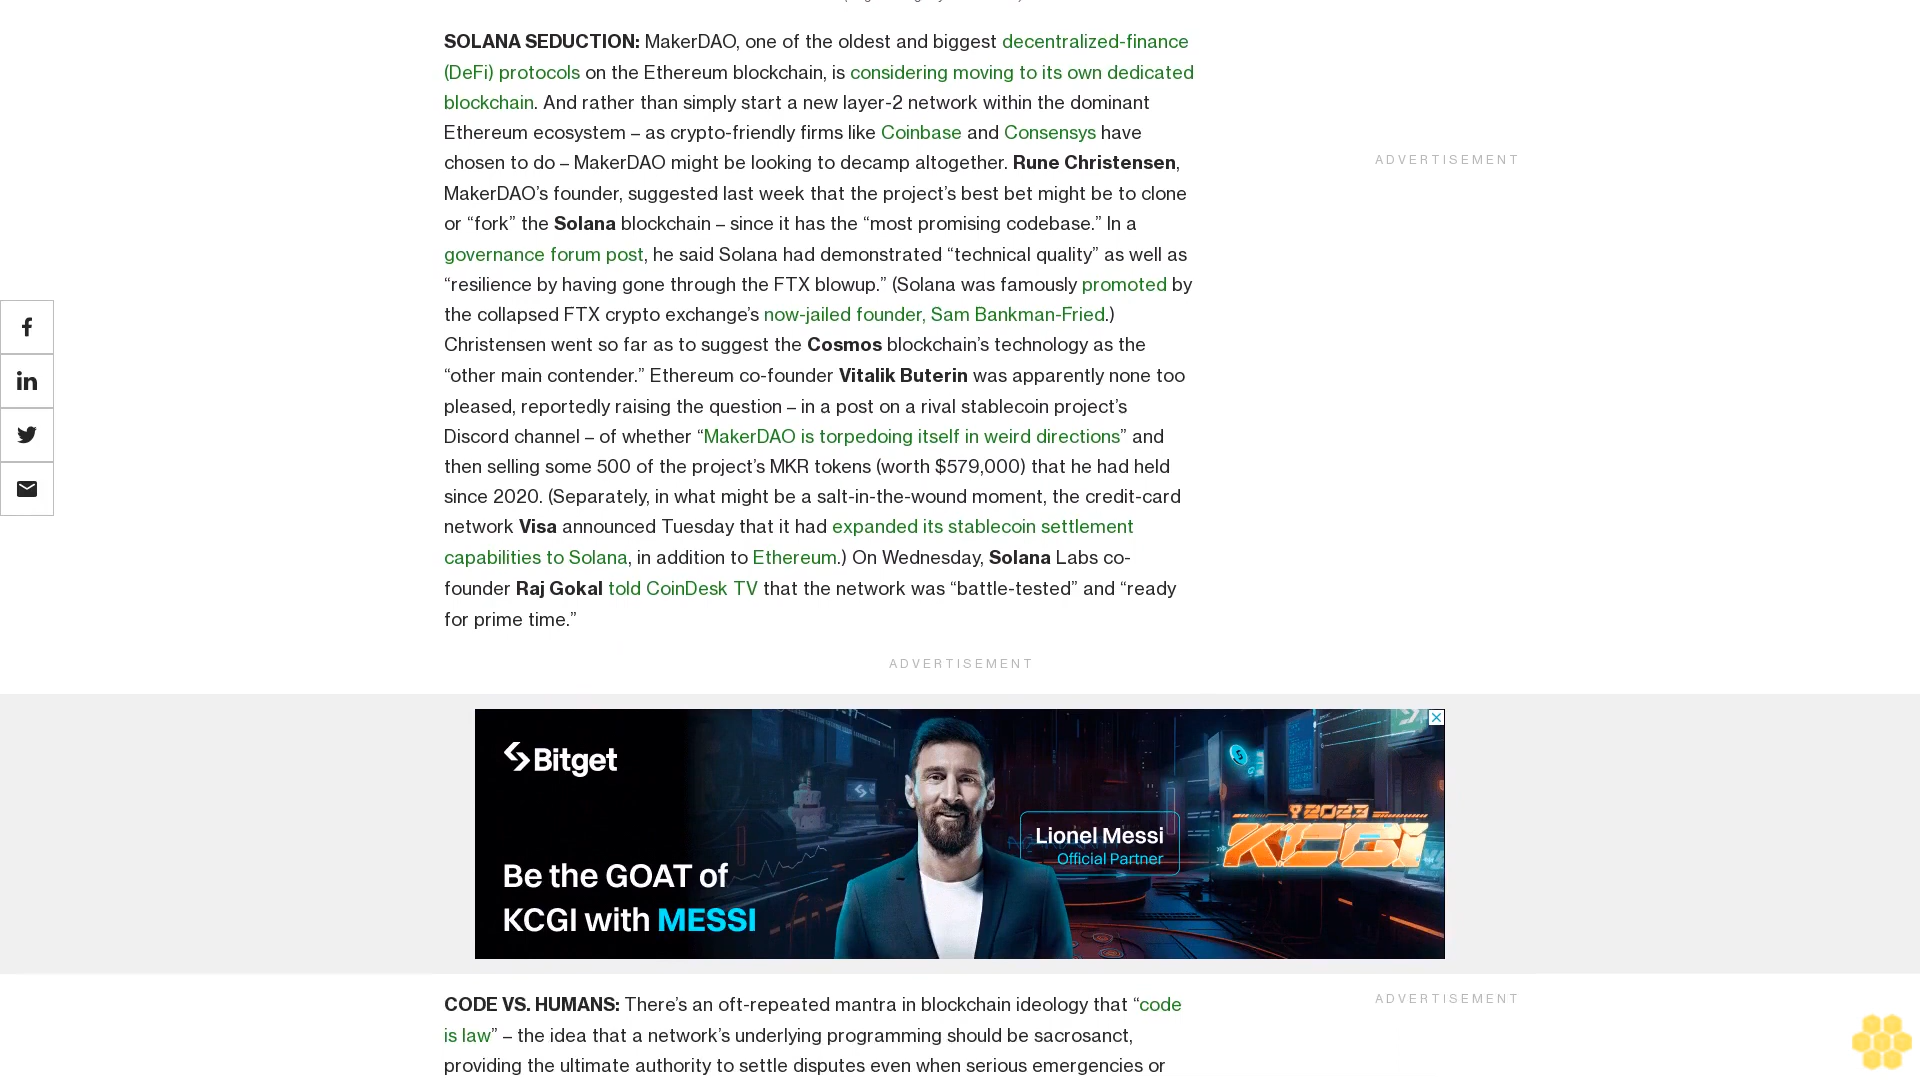 SOLANA SEDUCTION: MakerDAO, one of the oldest and biggest decentralized-finance
(DeFi) protocols on the Ethereum blockchain, is considering moving to its own dedicated
blockchain. And rather than simply start a new layer-2 network within the dominant
Ethereum ecosystem – as crypto-friendly firms like Coinbase and Consensys have
chosen to do – MakerDAO might be looking to decamp altogether. Rune Christensen,
MakerDAO’s founder, suggested last week that the project’s best bet might be to clone
or “fork” the Solana blockchain – since it has the “most promising codebase.” In a
governance forum post, he said Solana had demonstrated “technical quality” as well as
“resilience by having gone through the FTX blowup.” (Solana was famously promoted by
the collapsed FTX crypto exchange’s now-jailed founder, Sam Bankman-Fried.)
Christensen went so far as to suggest the Cosmos blockchain’s technology as the
“other main contender.” Ethereum co-founder Vitalik Buterin was apparently none too
pleased, reportedly raising the question – in a post on a rival stablecoin project’s
Discord channel – of whether “MakerDAO is torpedoing itself in weird directions” and
then selling some 500 of the project’s MKR tokens (worth $579,000) that he had held
since 2020. (Separately, in what might be a salt-in-the-wound moment, the credit-card
network Visa announced Tuesday that it had expanded its stablecoin settlement
capabilities to Solana, in addition to Ethereum.) On Wednesday, Solana Labs co-
founder Raj Gokal told CoinDesk TV that the network was “battle-tested” and “ready
for prime time.”
ADVERTISEMENT
ADVERTISEMENT
Bitget
Be the GOAT of
KCGI with MESSI
Lionel Messi
Official Partner
2023
KCGI
CODE VS. HUMANS: There’s an oft-repeated mantra in blockchain ideology that “code
is law” – the idea that a network’s underlying programming should be sacrosanct,
providing the ultimate authority to settle disputes even when serious emergencies or
ADVERTISEMENT